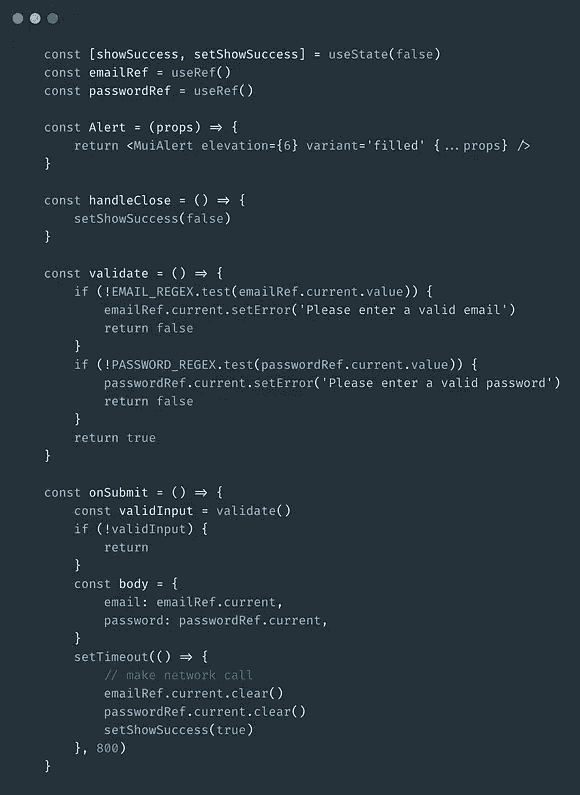 const [showSuccess, setShowSuccess] = useState(false)
const emailRef = useRef()
const passwordRef = useRef()
const Alert = (props) => {
return <MuiAlert elevation={6} variant='filled' {...props} />
}
const handleClose = () => {
setShowSuccess(false)
}
const validate = () => {
if (!EMAIL_REGEX.test(emailRef.current.value)) {
emailRef.current.setError('Please enter a valid email')
return false
}
if (!PASSWORD_REGEX.test(passwordRef.current.value)) {
passwordRef.current.setError('Please enter a valid password')
return false
}
return true
}
const onSubmit = () => {
const validInput = validate()
if (!validInput) {
return
}
const body = {
email: emailRef.current,
password: passwordRef.current,
}
setTimeout(() => {
// make network call
emailRef.current.clear()
passwordRef.current.clear()
setShowSuccess(true)
}, 800)
}